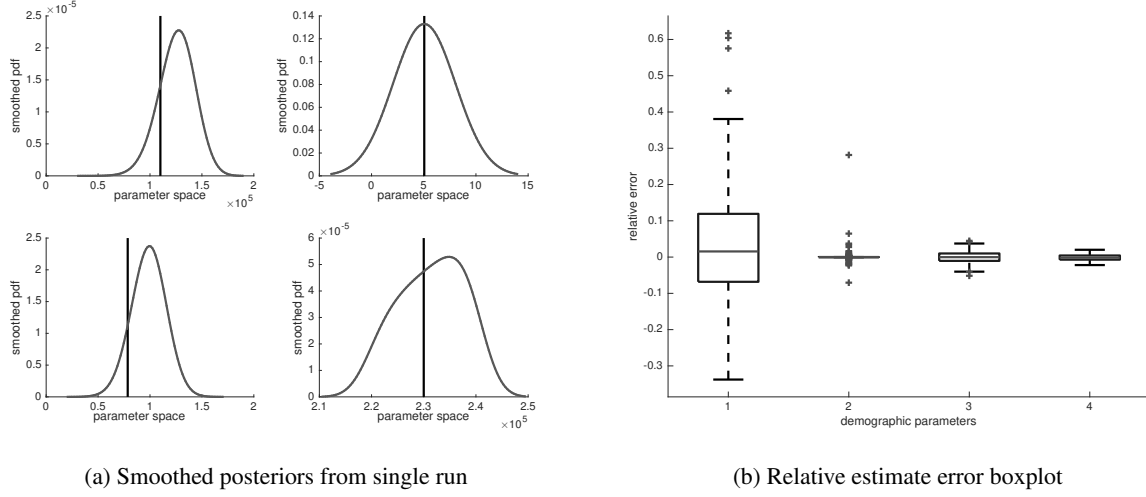 ×10⁻⁵
2.5
2
1.5
1
0.5
0
smoothed pdf
0 0.5 1 1.5 2
parameter space
×10⁵
0.14
0.12
0.1
0.08
0.06
0.04
0.02
0
smoothed pdf
-5 0 5 10 15
parameter space
2.5
2
1.5
1
0.5
0
smoothed pdf
0 0.5 1 1.5 2
parameter space
×10⁻⁵
6
5
4
3
2
1
0
smoothed pdf
2.1 2.2 2.3 2.4 2.5
parameter space
×10⁵
(a) Smoothed posteriors from single run
0.6
0.5
0.4
0.3
0.2
0.1
0
-0.1
-0.2
-0.3
relative error
1 2 3 4
demographic parameters
(b) Relative estimate error boxplot